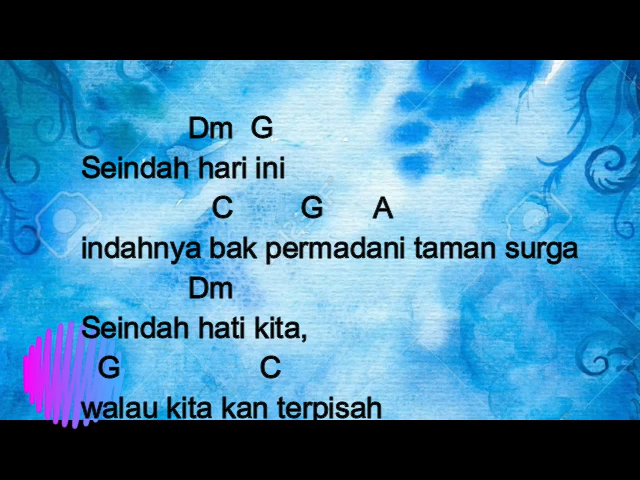 Dm G
Seindah hari ini
C G A
indahnya bak permadani taman surga
Dm
Seindah hati kita,
G C
walau kita kan terpisah